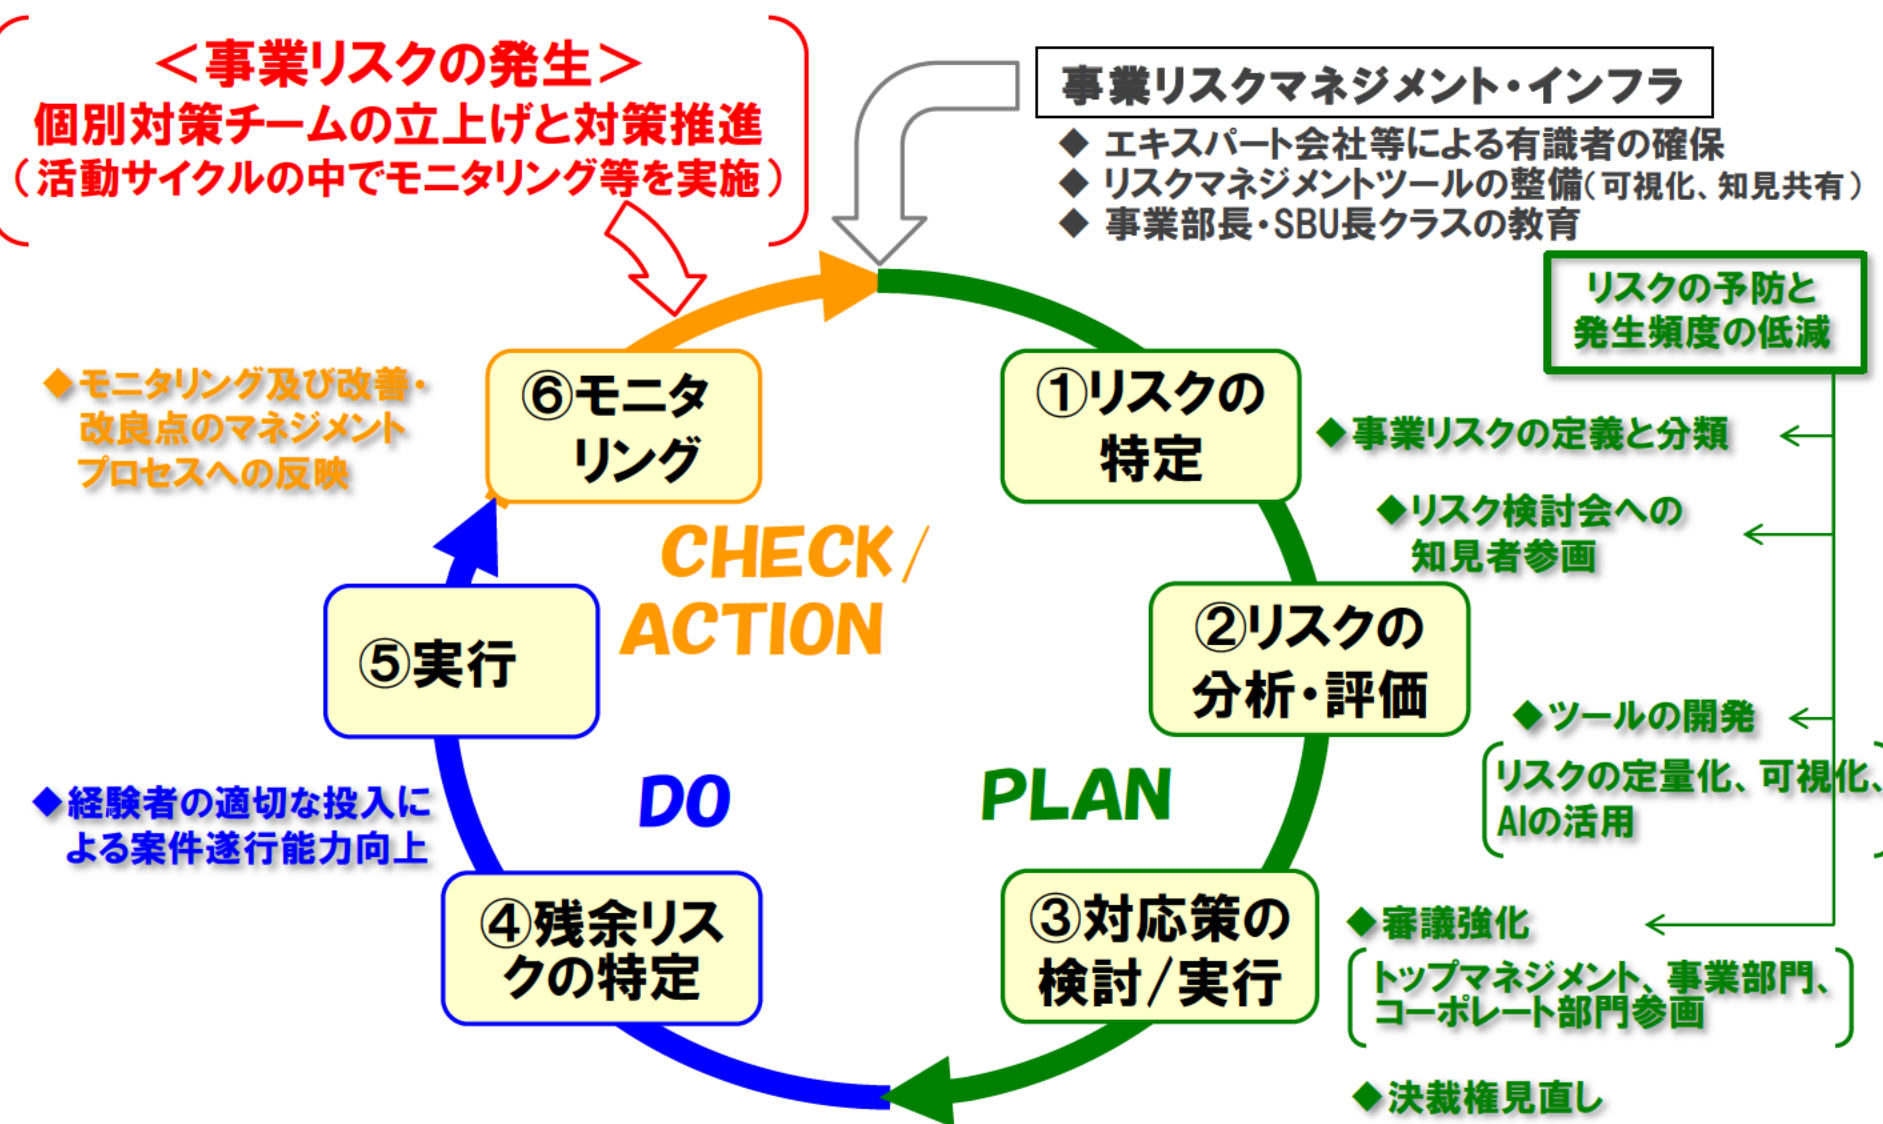 ＜事業リスクの発生＞
個別対策チームの立上げと対策推進
（活動サイクルの中でモニタリング等を実施）
事業リスクマネジメント・インフラ
◆ エキスパート会社等による有識者の確保
◆ リスクマネジメントツールの整備（可視化、知見共有）
◆ 事業部長・SBU長クラスの教育
リスクの予防と
発生頻度の低減
①リスクの
特定
◆事業リスクの定義と分類
◆リスク検討会への
知見者参画
②リスクの
分析・評価
◆ツールの開発
リスクの定量化、可視化、
AIの活用
PLAN
③対応策の
検討/実行
◆審議強化
トップマネジメント、事業部門、
コーポレート部門参画
◆決裁権見直し
④残余リス
クの特定
DO
◆経験者の適切な投入に
よる案件遂行能力向上
⑤実行
⑥モニタ
リング
CHECK/
ACTION
◆モニタリング及び改善・
改良点のマネジメント
プロセスへの反映